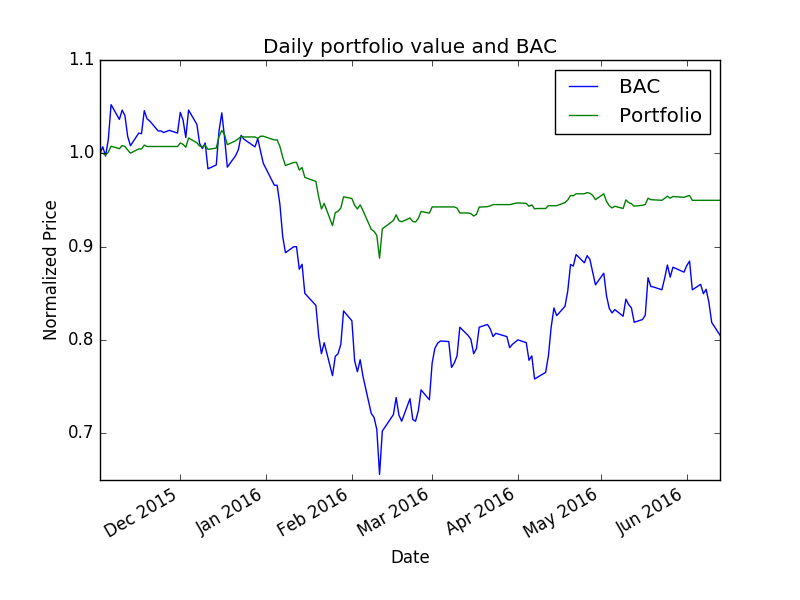 Daily portfolio value and BAC
1.1
1.0
0.9
0.8
0.7
Normalized Price
BAC
Portfolio
Dec 2015
Jan 2016
Feb 2016
Mar 2016
Apr 2016
May 2016
Jun 2016
Date